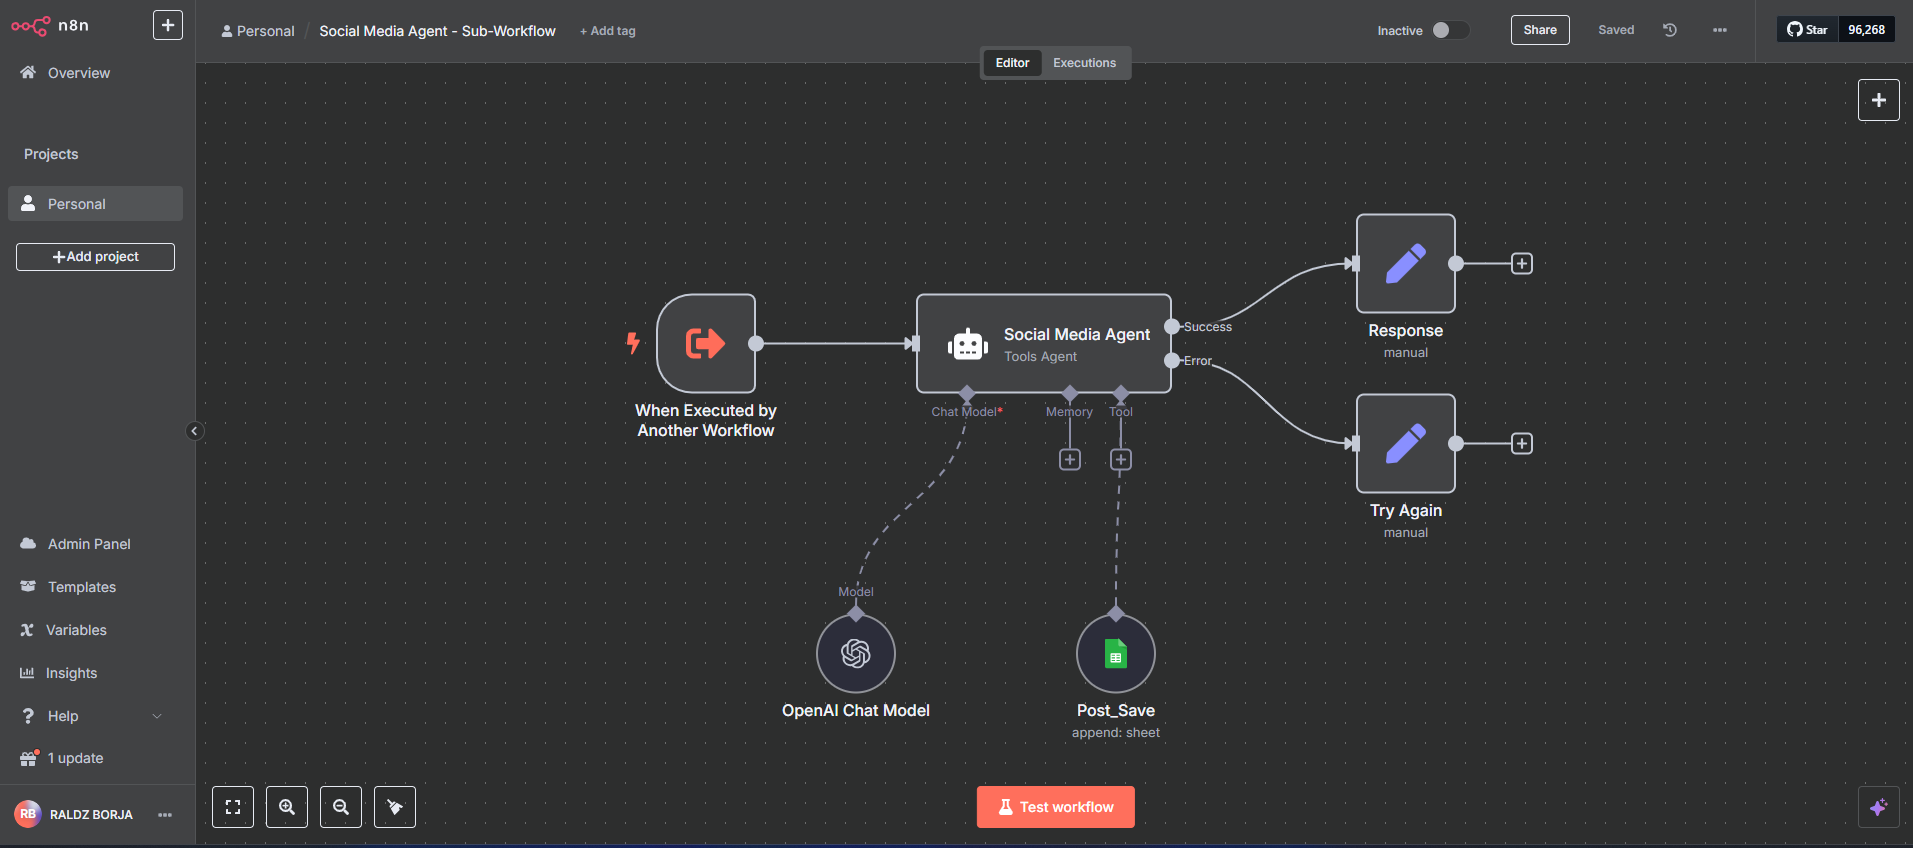 n8n
Personal / Social Media Agent - Sub-Workflow + Add tag
Inactive
Share
Saved
Star 96,268
Editor Executions
Overview
Projects
Personal
Add project
Admin Panel
Templates
Variables
Insights
Help
1 update
RB RALDZ BORJA
When Executed by
Another Workflow
Social Media Agent
Tools Agent
Success
Error
Chat Model*
Memory
Tool
Response
manual
Try Again
manual
Model
OpenAI Chat Model
Post_Save
append: sheet
Test workflow